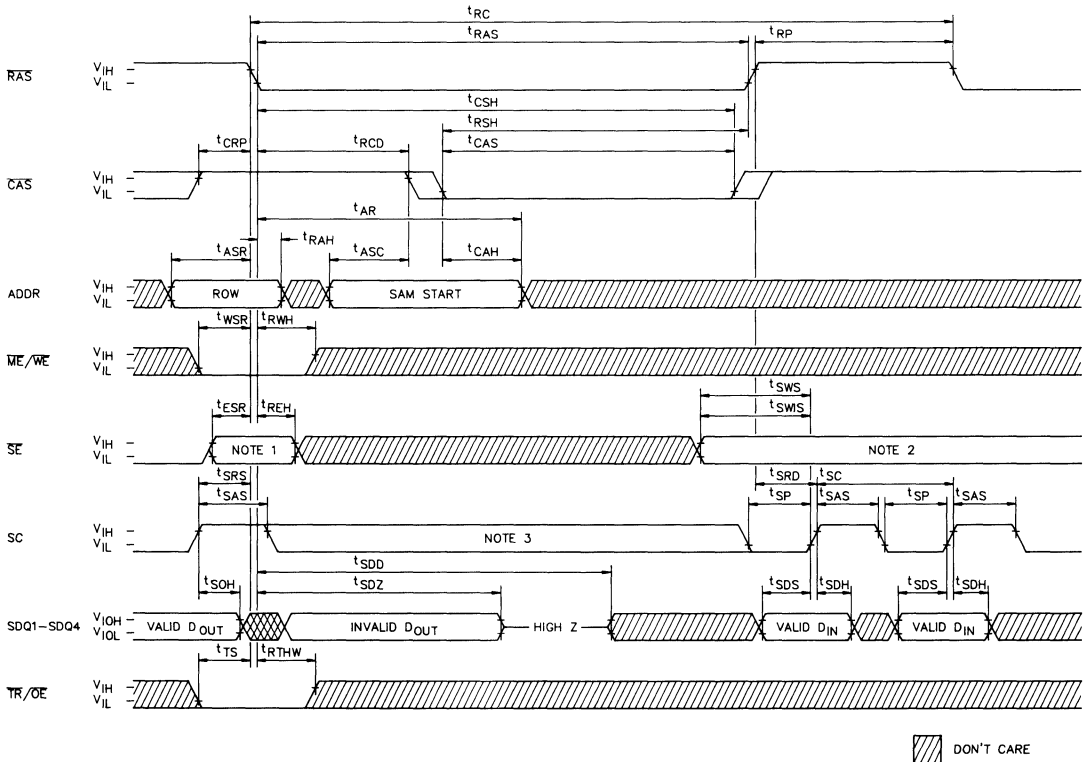 tRC
tRAS
tRP
RAS
VIH
VIL
tCSH
tRSH
tCRP
tRCD
tCAS
CAS
VIH
VIL
tAR
tRAH
tASR
tASC
tCAH
ADDR
VIH
VIL
ROW
SAM START
tWSR
tRWH
ME/WE
VIH
VIL
tSWS
tSWIS
tESR
tREH
SE
VIH
VIL
NOTE 1
NOTE 2
tSRS
tSRD
tSC
tSAS
tSP
tSAS
tSP
tSAS
SC
VIH
VIL
NOTE 3
tSDD
tSOH
tSDZ
tSDS
tSDH
tSDS
tSDH
SDQ1-SDQ4
VIOH
VIOL
VALID DOUT
INVALID DOUT
HIGH Z
VALID DIN
VALID DIN
tTS
tRTHW
TR/OE
VIH
VIL
DON'T CARE